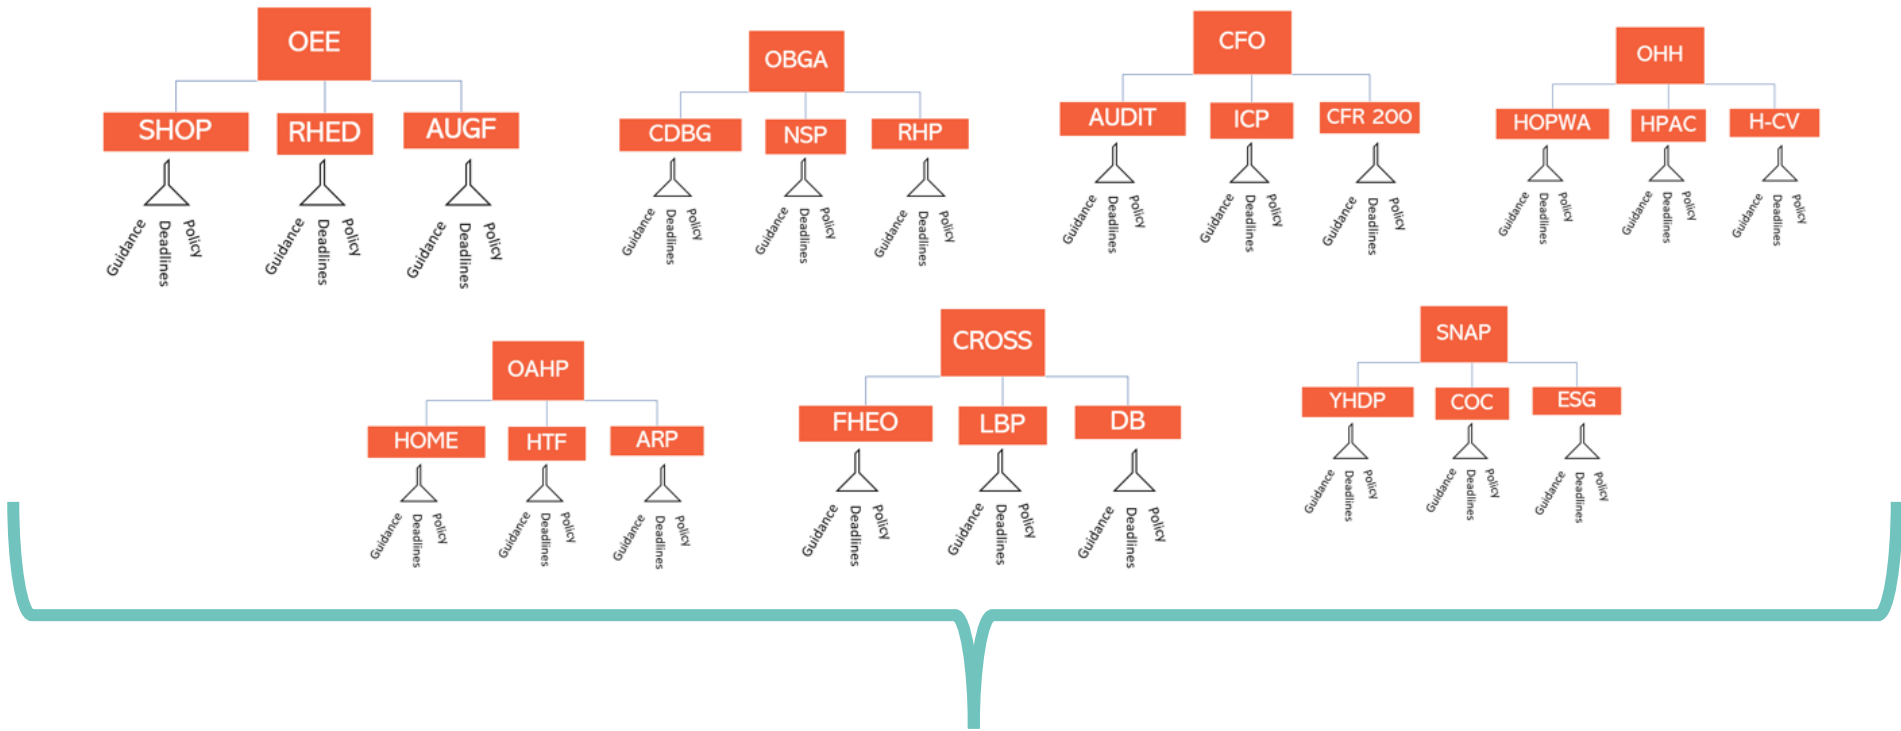 OEE
SHOP RHED AUGF
Guidance Deadlines Policy Guidance Deadlines Policy Guidance Deadlines Policy
OBGA
CDBG NSP RHP
Guidance Deadlines Policy Guidance Deadlines Policy Guidance Deadlines Policy
CFO
AUDIT ICP CFR 200
Guidance Deadlines Policy Guidance Deadlines Policy Guidance Deadlines Policy
OHH
HOPWA HPAC H-CV
Guidance Deadlines Policy Guidance Deadlines Policy Guidance Deadlines Policy
OAHP
HOME HTF ARP
Guidance Deadlines Policy Guidance Deadlines Policy Guidance Deadlines Policy
CROSS
FHEO LBP DB
Guidance Deadlines Policy Guidance Deadlines Policy Guidance Deadlines Policy
SNAP
YHDP COC ESG
Guidance Deadlines Policy Guidance Deadlines Policy Guidance Deadlines Policy